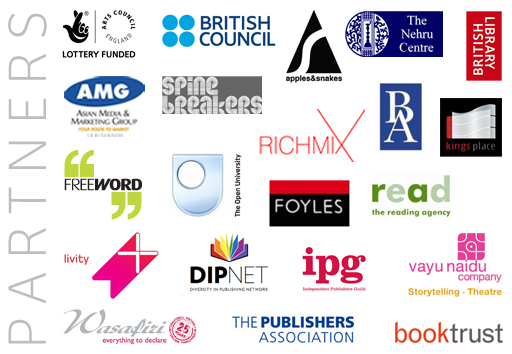 PARTNERS
LOTTERY FUNDED
ARTS COUNCIL
ENGLAND
BRITISH
COUNCIL
apples&snakes
The
Nehru
Centre
BRITISH
LIBRARY
AMG
ASIAN MEDIA &
MARKETING GROUP
YOUR ROUTE TO MARKET
spine
breakers
RICHMIX
BA
kings place
FREEWORD
The Open University
FOYLES
read
the reading agency
livity
DIPNET
DIVERSITY IN PUBLISHING NETWORK
ipg
Independent Publishers Guild
vayu naidu
company
Storytelling · Theatre
Wasafiri
everything to declare
25
THE PUBLISHERS
ASSOCIATION
booktrust